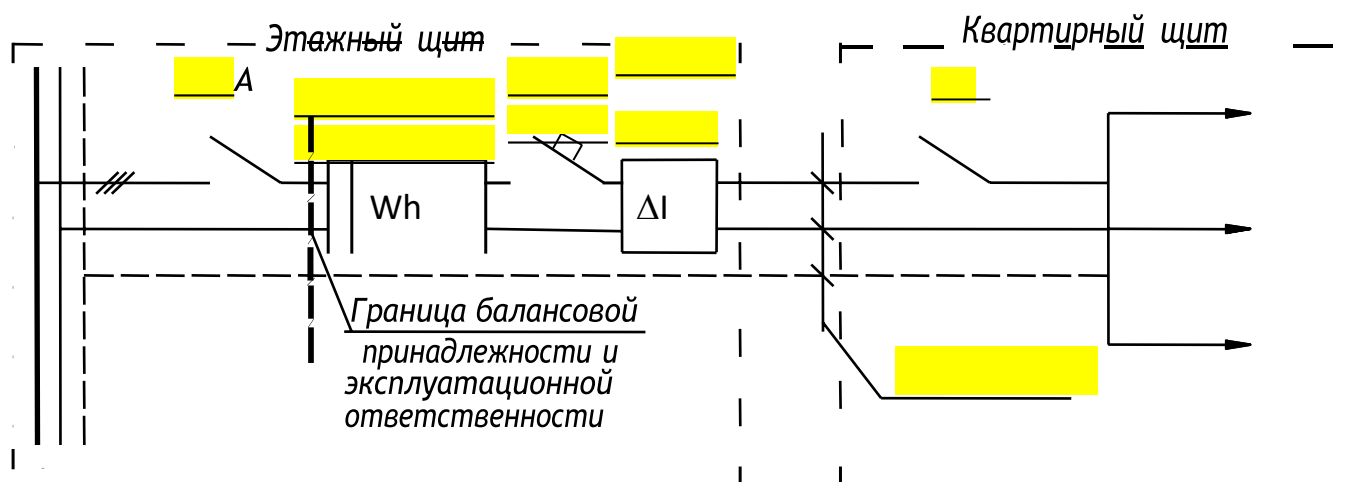 Этажный щит
Квартирный щит
А
Wh
ΔI
Граница балансовой
принадлежности и
эксплуатационной
ответственности